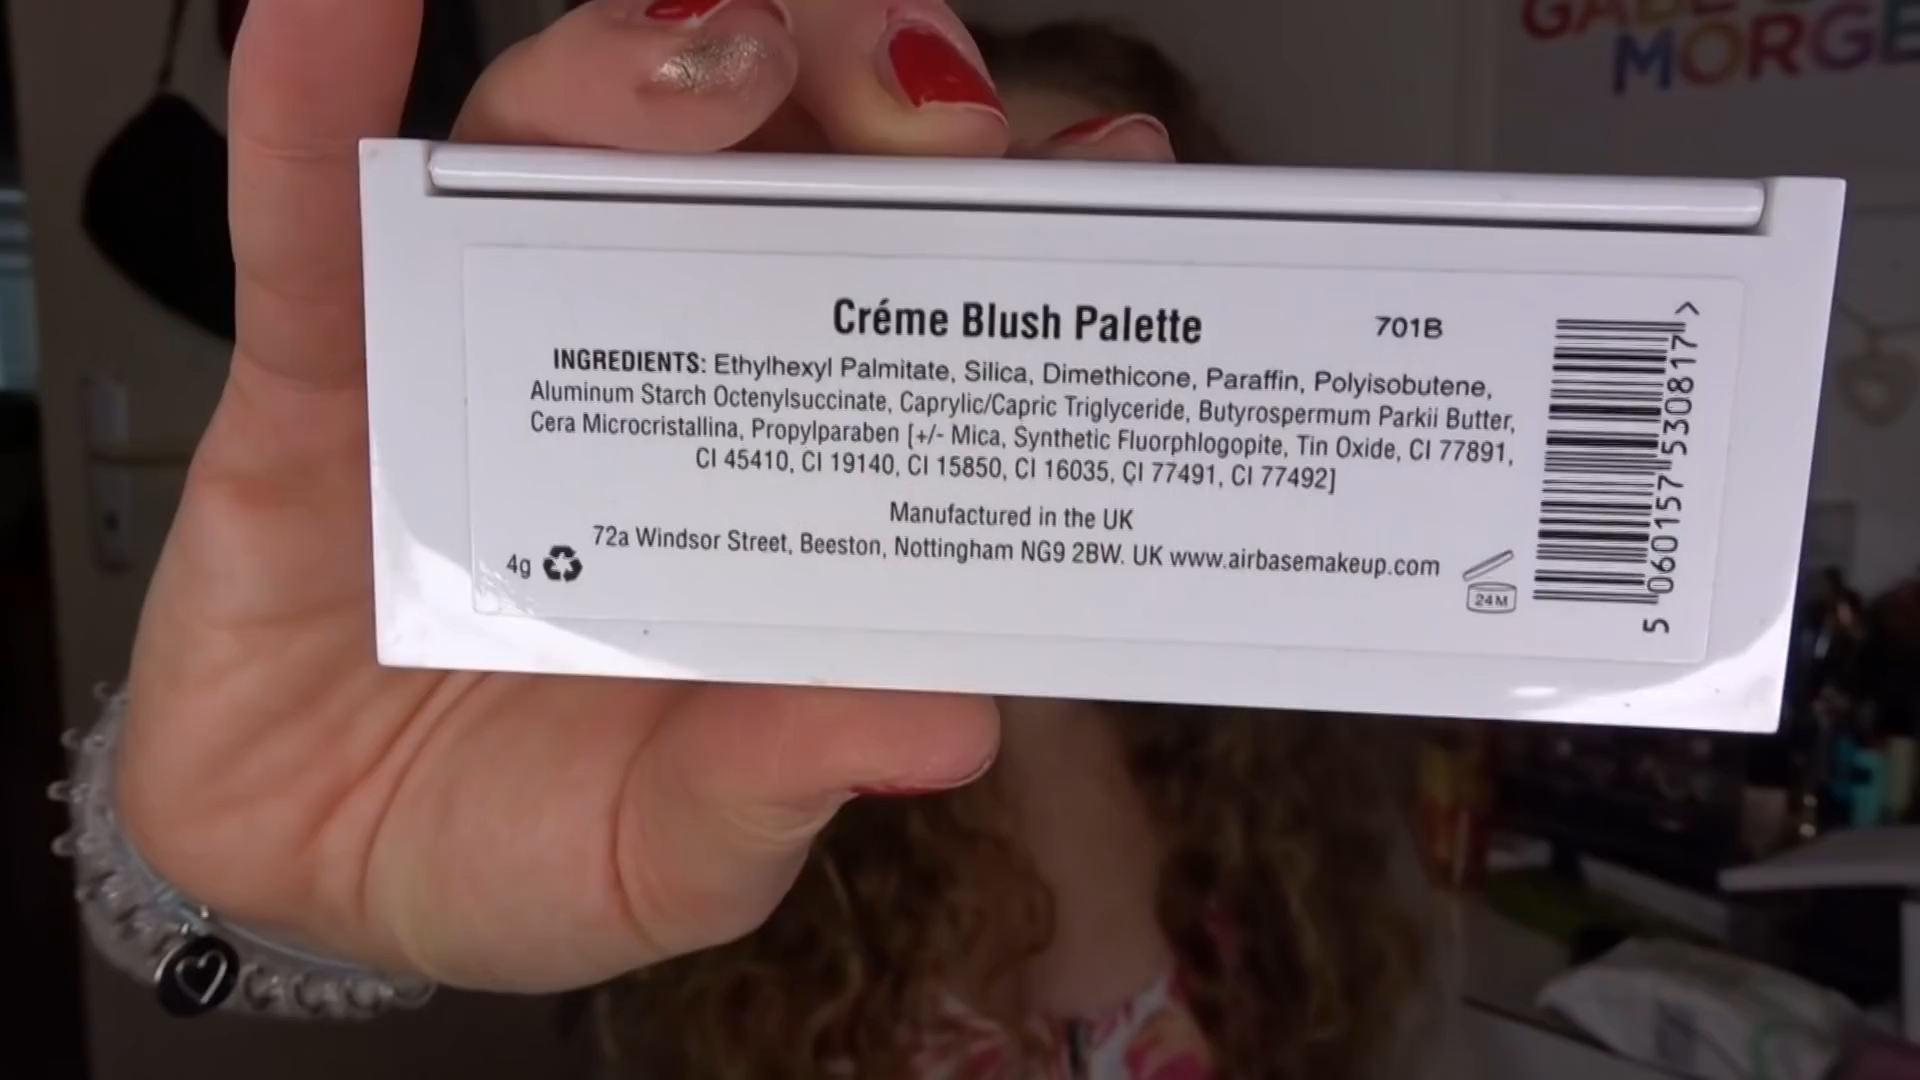 MORGE
Créme Blush Palette 701B
INGREDIENTS: Ethylhexyl Palmitate, Silica, Dimethicone, Paraffin, Polyisobutene,
Aluminum Starch Octenylsuccinate, Caprylic/Capric Triglyceride, Butyrospermum Parkii Butter,
Cera Microcristallina, Propylparaben [+/- Mica, Synthetic Fluorphlogopite, Tin Oxide, CI 77891,
CI 45410, CI 19140, CI 15850, CI 16035, CI 77491, CI 77492]
Manufactured in the UK
72a Windsor Street, Beeston, Nottingham NG9 2BW. UK www.airbasemakeup.com
4g
24M
5 060157 530817 >